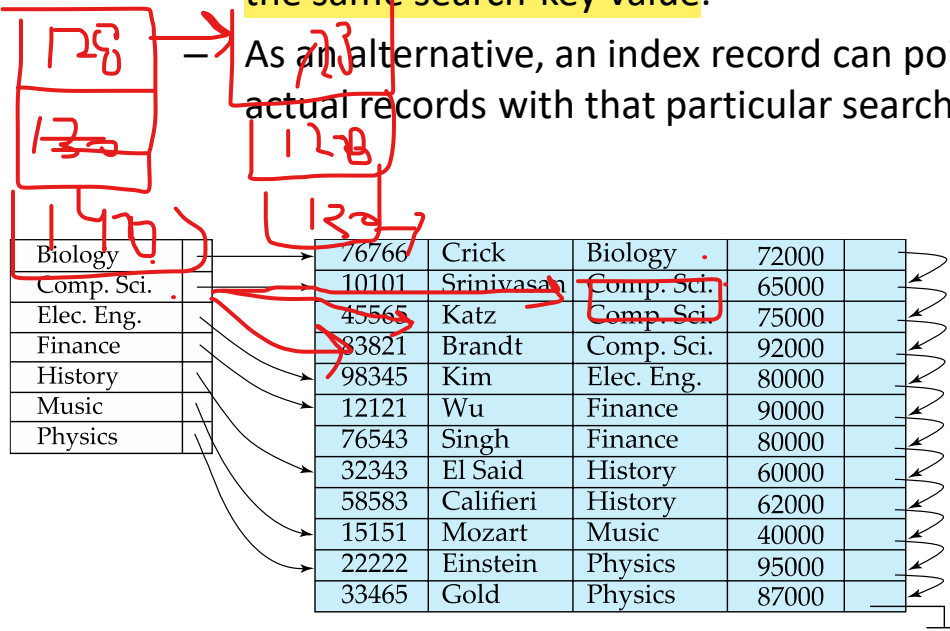 the same search-key value.
– As an alternative, an index record can po
actual records with that particular search
128
128
130
128
130
Biology
Comp. Sci.
Elec. Eng.
Finance
History
Music
Physics
76766 Crick Biology 72000
10101 Srinivasan Comp. Sci. 65000
45565 Katz Comp. Sci. 75000
83821 Brandt Comp. Sci. 92000
98345 Kim Elec. Eng. 80000
12121 Wu Finance 90000
76543 Singh Finance 80000
32343 El Said History 60000
58583 Califieri History 62000
15151 Mozart Music 40000
22222 Einstein Physics 95000
33465 Gold Physics 87000